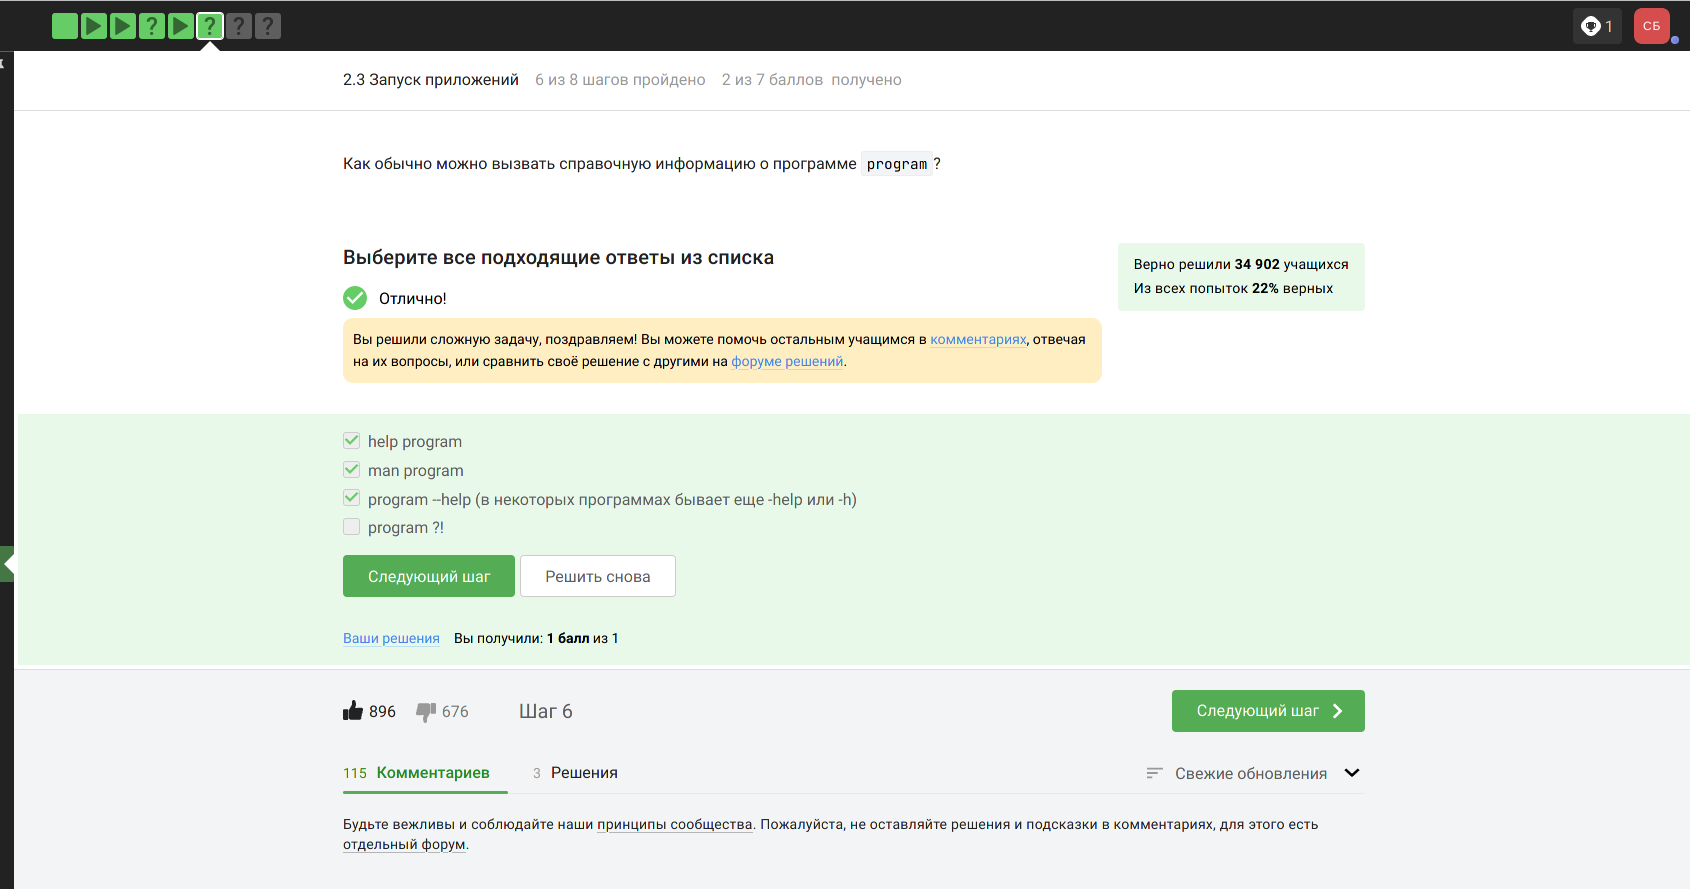 1
СБ
2.3 Запуск приложений 6 из 8 шагов пройдено 2 из 7 баллов получено
Как обычно можно вызвать справочную информацию о программе program?
Выберите все подходящие ответы из списка
Отлично!
Вы решили сложную задачу, поздравляем! Вы можете помочь остальным учащимся в комментариях, отвечая
на их вопросы, или сравнить своё решение с другими на форуме решений.
Верно решили 34 902 учащихся
Из всех попыток 22% верных
help program
man program
program --help (в некоторых программах бывает еще -help или -h)
program ?!
Следующий шаг Решить снова
Ваши решения Вы получили: 1 балл из 1
896 676 Шаг 6 Следующий шаг
115 Комментариев 3 Решения Свежие обновления
Будьте вежливы и соблюдайте наши принципы сообщества. Пожалуйста, не оставляйте решения и подсказки в комментариях, для этого есть
отдельный форум.